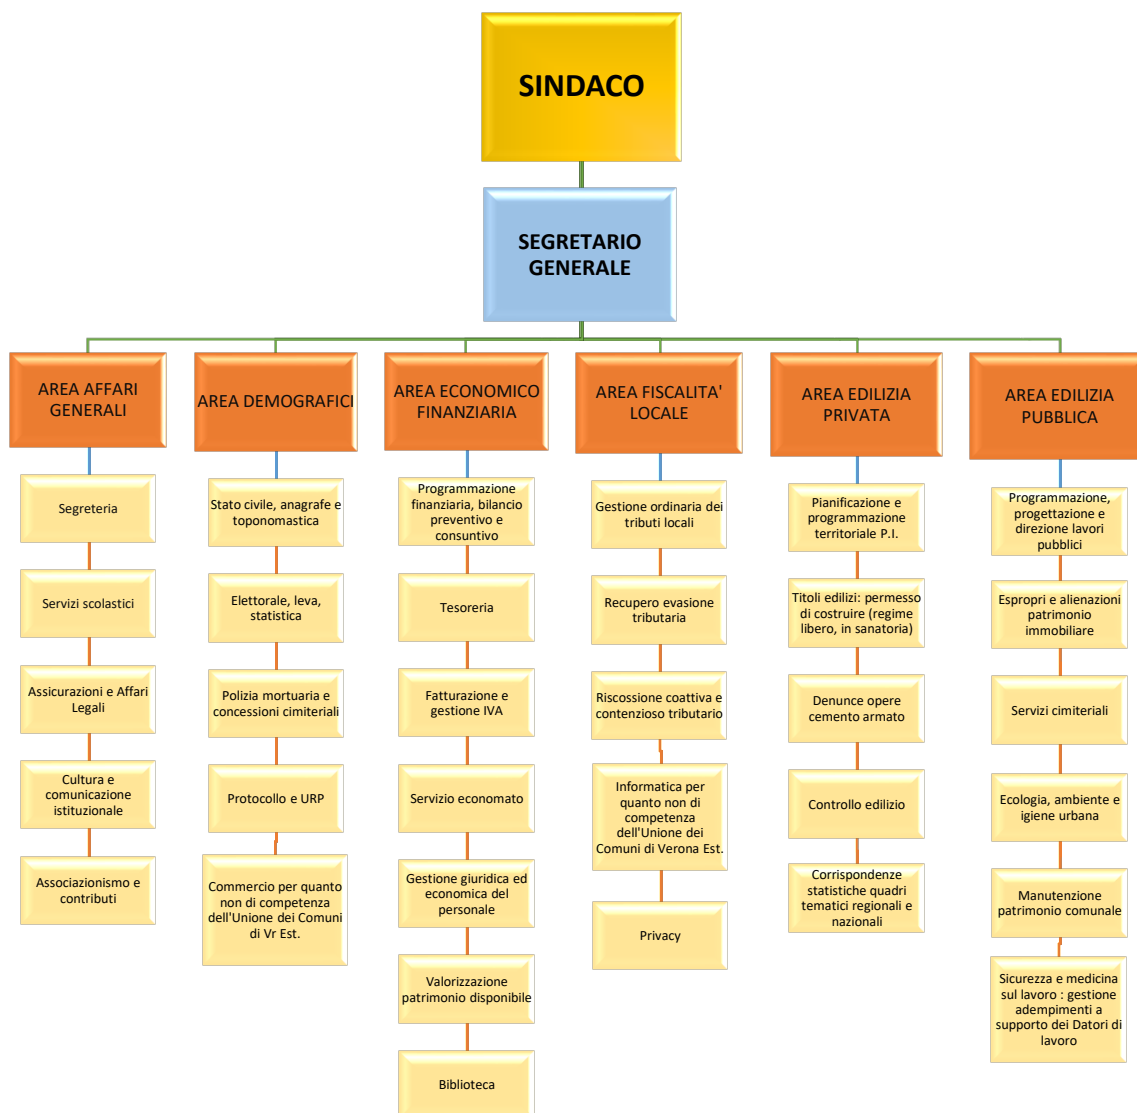 SINDACO
SEGRETARIO
GENERALE
AREA AFFARI
GENERALI
Segreteria
Servizi scolastici
Assicurazioni e Affari
Legali
Cultura e
comunicazione
istituzionale
Associazionismo e
contributi
AREA DEMOGRAFICI
Stato civile, anagrafe e
toponomastica
Elettorale, leva,
statistica
Polizia mortuaria e
concessioni cimiteriali
Protocollo e URP
Commercio per quanto
non di competenza
dell'Unione dei Comuni
di Vr Est.
AREA ECONOMICO
FINANZIARIA
Programmazione
finanziaria, bilancio
preventivo e
consuntivo
Tesoreria
Fatturazione e
gestione IVA
Servizio economato
Gestione giuridica ed
economica del
personale
Valorizzazione
patrimonio disponibile
Biblioteca
AREA FISCALITA'
LOCALE
Gestione ordinaria dei
tributi locali
Recupero evasione
tributaria
Riscossione coattiva e
contenzioso tributario
Informatica per
quanto non di
competenza
dell'Unione dei
Comuni di Verona Est.
Privacy
AREA EDILIZIA
PRIVATA
Pianificazione e
programmazione
territoriale P.I.
Titoli edilizi: permesso
di costruire (regime
libero, in sanatoria)
Denunce opere
cemento armato
Controllo edilizio
Corrispondenze
statistiche quadri
tematici regionali e
nazionali
AREA EDILIZIA
PUBBLICA
Programmazione,
progettazione e
direzione lavori
pubblici
Espropri e alienazioni
patrimonio
immobiliare
Servizi cimiteriali
Ecologia, ambiente e
igiene urbana
Manutenzione
patrimonio comunale
Sicurezza e medicina
sul lavoro : gestione
adempimenti a
supporto dei Datori di
lavoro